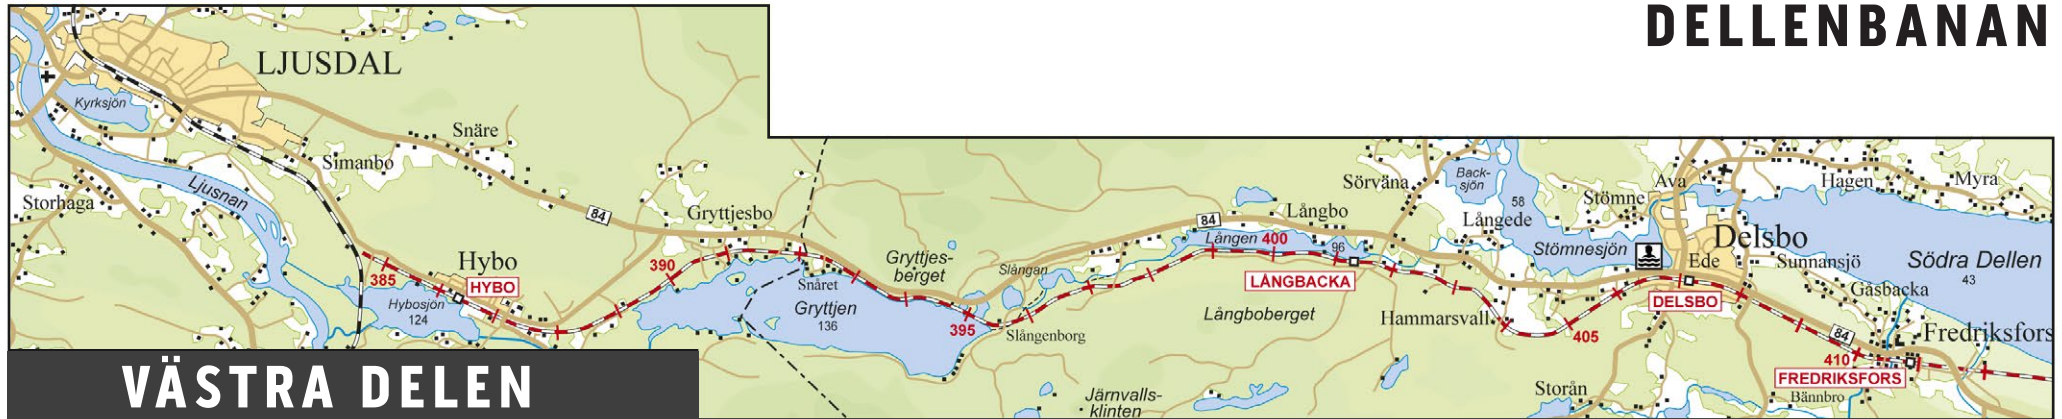 DELLENBANAN
LJUSDAL
Kyrksjön
Snäre
Simanbo
Ljusnan
Storhaga
84
Gryttjesbo
Hybo
385
HYBO
Hybosjön
124
390
Snåret
Gryttjen
136
Gryttjes-
berget
395
Slångan
Slångenborg
84
Långbo
Lången
400
96
LÅNGBACKA
Långboberget
Järnvalls-
klinten
Sörväna
Back-
sjön
58
Långede
Stömne
Stömnesjön
Hammarsvall
405
Storån
Ava
Hagen
Myra
Delsbo
Ede
DELSBO
Sunnansjö
Gåsbacka
Södra Dellen
43
84
410
Fredriksfors
FREDRIKSFORS
Bännbro
VÄSTRA DELEN